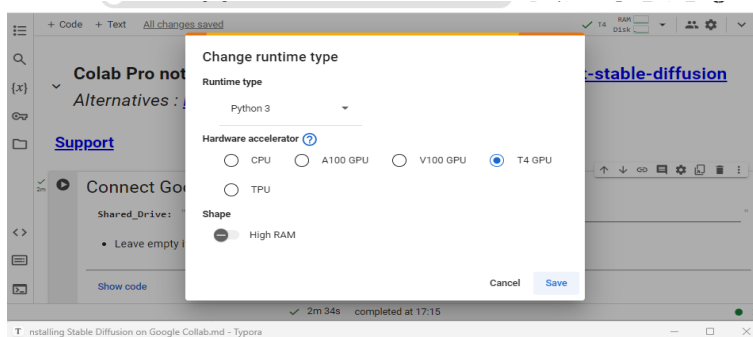 + Code + Text All changes saved
T4 RAM
Disk
Change runtime type
Colab Pro not
-stable-diffusion
Runtime type
Alternatives :
{x}
Python 3
Support
Hardware accelerator ?
CPU A100 GPU V100 GPU T4 GPU
TPU
2m
Connect Goo
Shared_Drive: "
Shape
High RAM
<>
• Leave empty i
Show code
Cancel Save
2m 34s completed at 17:15
T nstalling Stable Diffusion on Google Collab.md - Typora